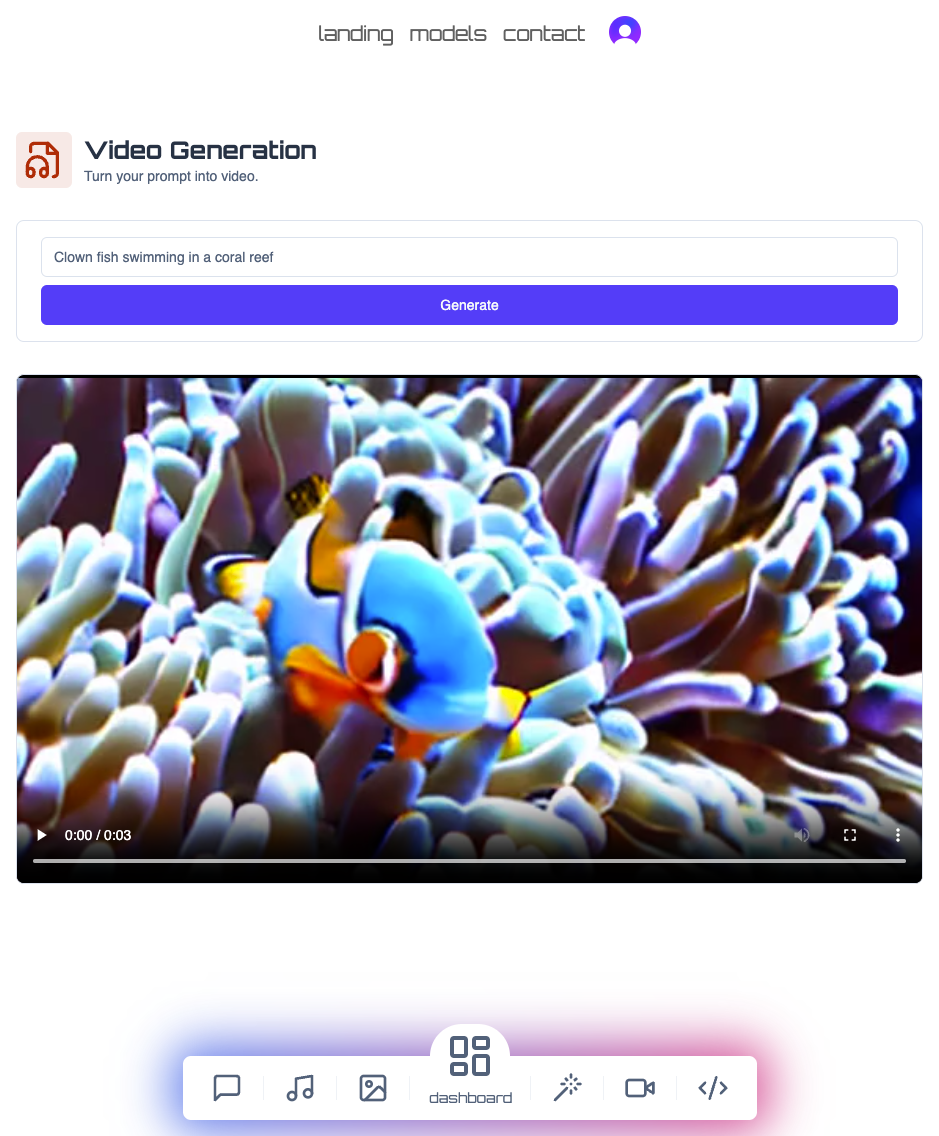 landing models contact
Video Generation
Turn your prompt into video.
Clown fish swimming in a coral reef
Generate
0:00 / 0:03
dashboard